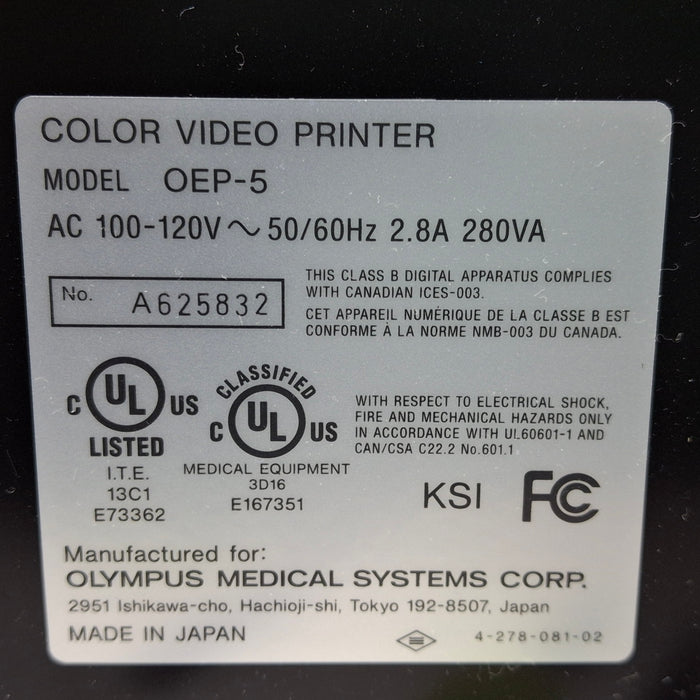 COLOR VIDEO PRINTER
MODEL OEP-5
AC 100-120V ~ 50/60Hz 2.8A 280VA
No. A625832
THIS CLASS B DIGITAL APPARATUS COMPLIES
WITH CANADIAN ICES-003.
CET APPAREIL NUMÉRIQUE DE LA CLASSE B EST
CONFORME À LA NORME NMB-003 DU CANADA.
C UL US
LISTED
I.T.E.
13C1
E73362
CLASSIFIED
C UL US
MEDICAL EQUIPMENT
3D16
E167351
WITH RESPECT TO ELECTRICAL SHOCK,
FIRE AND MECHANICAL HAZARDS ONLY
IN ACCORDANCE WITH UL60601-1 AND
CAN/CSA C22.2 No.601.1
KSI FC
Manufactured for:
OLYMPUS MEDICAL SYSTEMS CORP.
2951 Ishikawa-cho, Hachioji-shi, Tokyo 192-8507, Japan
MADE IN JAPAN
4-278-081-02